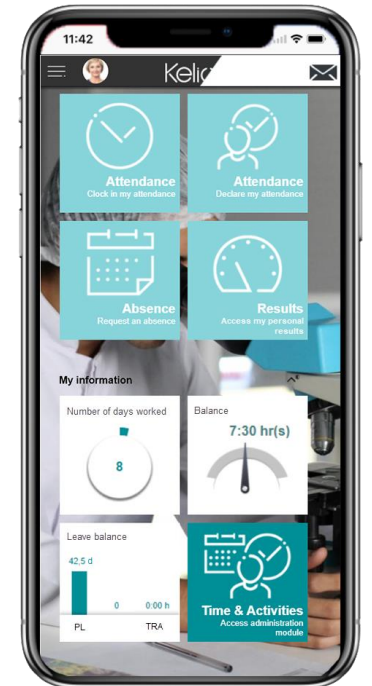 11:42
Attendance
Clock in my attendance
Attendance
Declare my attendance
Absence
Request an absence
Results
Access my personal
results
My information
Number of days worked
8
Balance
7:30 hr(s)
Leave balance
42,5 d
0
0:00 h
PL
TRA
Time & Activities
Access administration
module